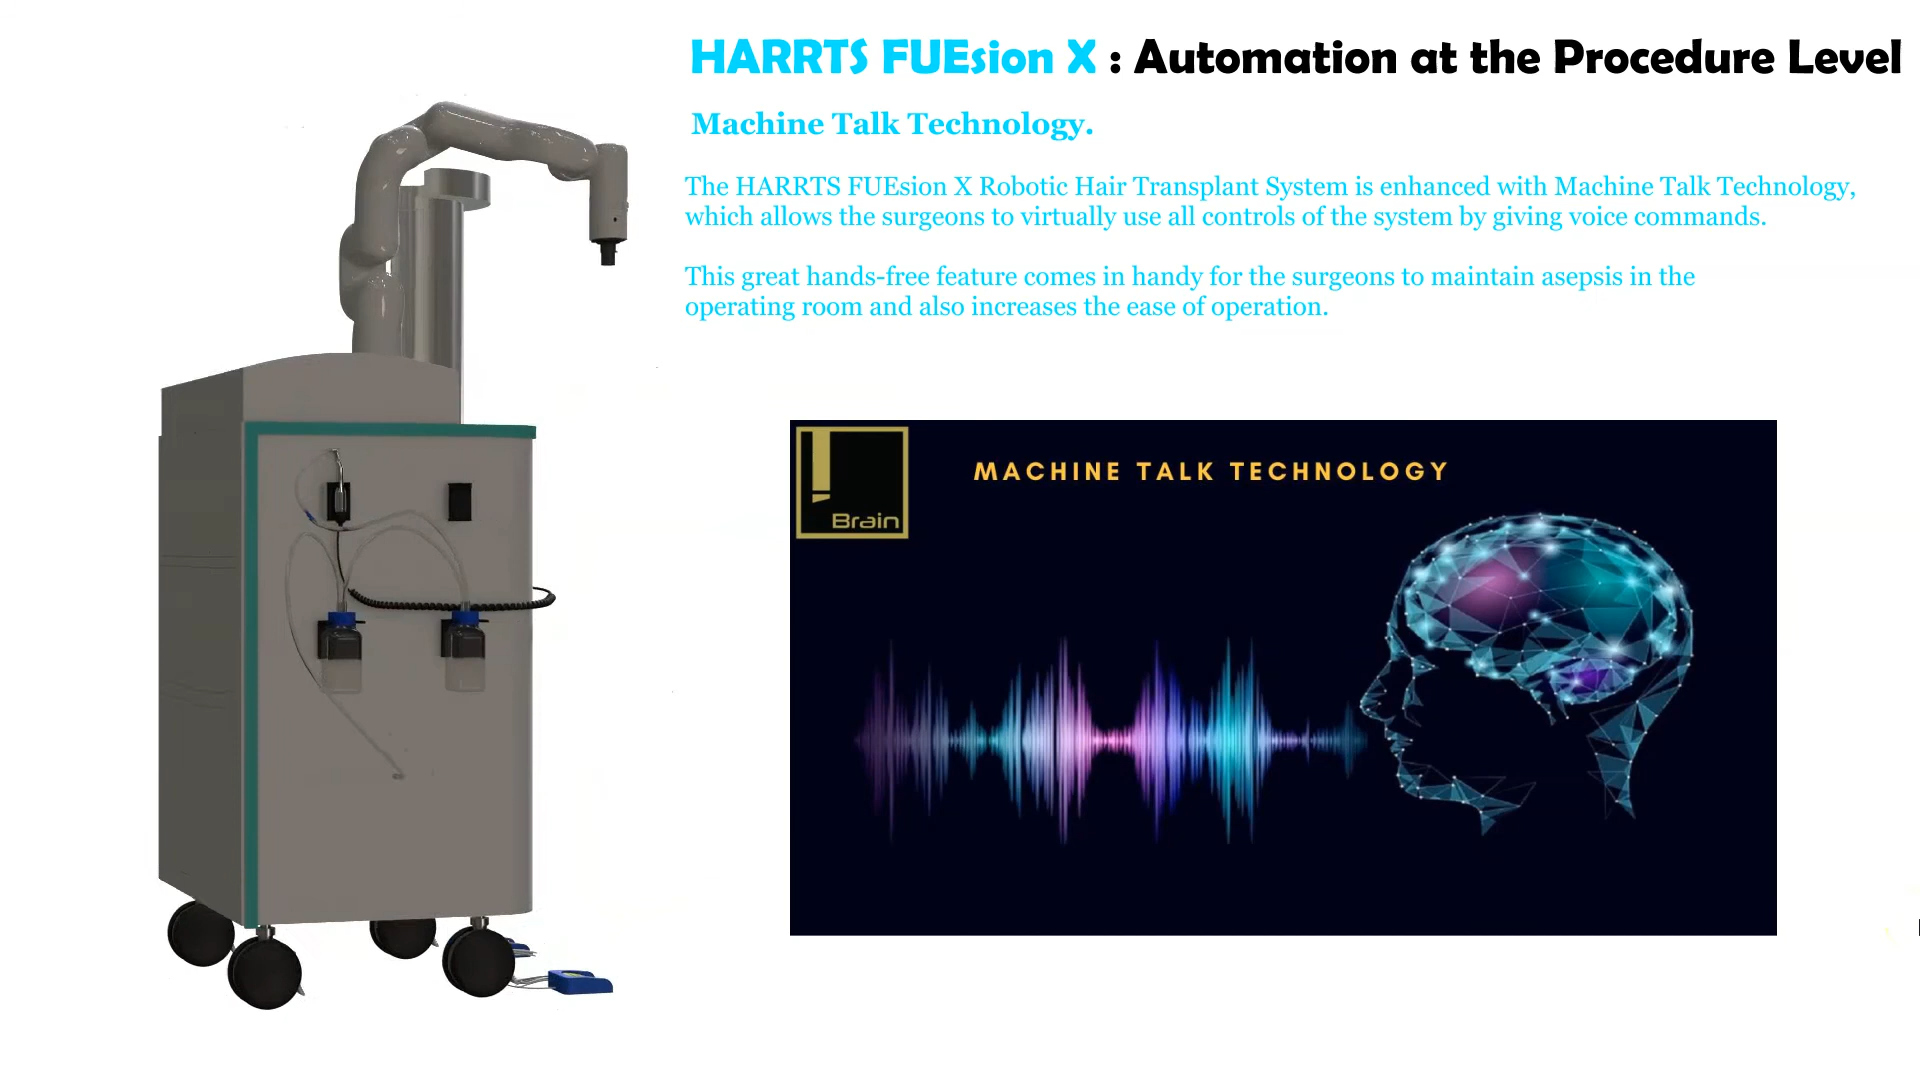 HARRTS FUEsion X : Automation at the Procedure Level
Machine Talk Technology.
The HARRTS FUEsion X Robotic Hair Transplant System is enhanced with Machine Talk Technology,
which allows the surgeons to virtually use all controls of the system by giving voice commands.
This great hands-free feature comes in handy for the surgeons to maintain asepsis in the
operating room and also increases the ease of operation.
MACHINE TALK TECHNOLOGY
Brain